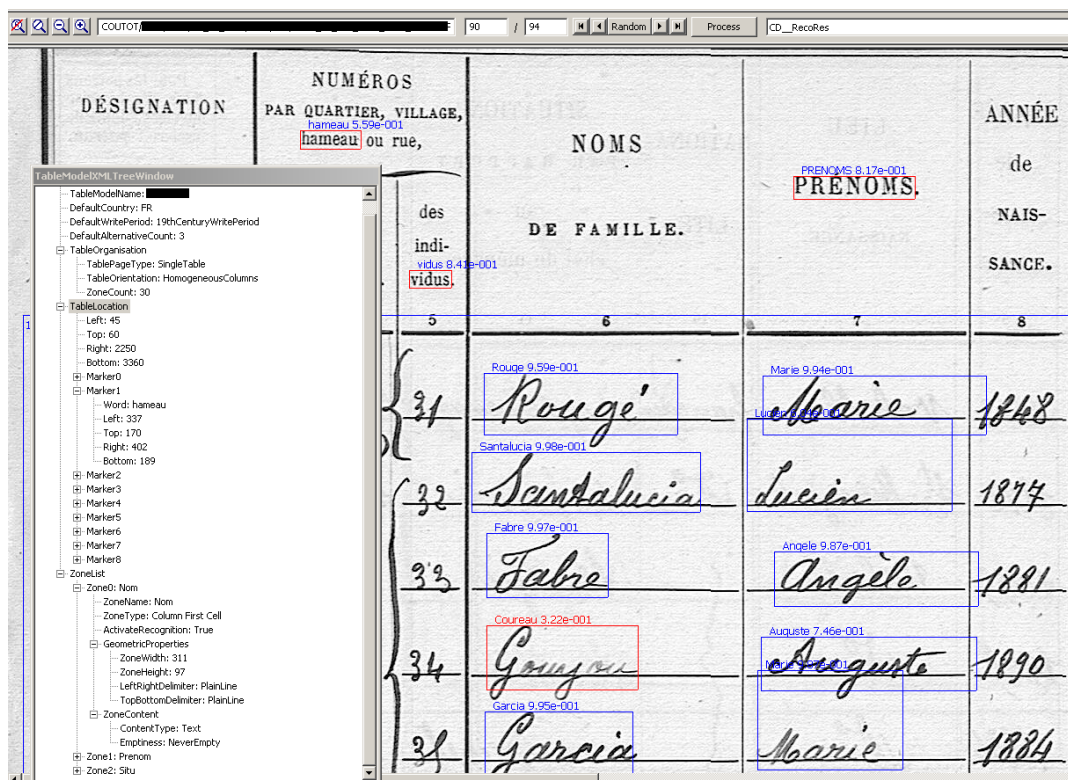 COUTOT/ F 90 / 94 Random Process CD__RecoRes
DÉSIGNATION
NUMÉROS
PAR QUARTIER, VILLAGE,
hameau 5.59e-001
hameau ou rue,
des
indi-
vidus 8.41e-001
vidus.
NOMS
DE FAMILLE.
PRENOMS 8.17e-001
PRÉNOMS.
ANNÉE
de
NAIS-
SANCE.
5 6 7 8
TableModelXMLTreeWindow
TableModelName:
DefaultCountry: FR
DefaultWritePeriod: 19thCenturyWritePeriod
DefaultAlternativeCount: 3
TableOrganisation
TablePageType: SingleTable
TableOrientation: HomogeneousColumns
ZoneCount: 30
TableLocation
Left: 45
Top: 60
Right: 2250
Bottom: 3360
Marker0
Marker1
Word: hameau
Left: 337
Top: 170
Right: 402
Bottom: 189
Marker2
Marker3
Marker4
Marker5
Marker6
Marker7
Marker8
ZoneList
Zone0: Nom
ZoneName: Nom
ZoneType: Column First Cell
ActivateRecognition: True
GeometricProperties
ZoneWidth: 311
ZoneHeight: 97
LeftRightDelimiter: PlainLine
TopBottomDelimiter: PlainLine
ZoneContent
ContentType: Text
Emptiness: NeverEmpty
Zone1: Prenom
Zone2: Situ
Rouge 9.59e-001 Marie 9.94e-001
31 Rougé Marie 1848
Santalucia 9.98e-001 Lucien
32 Santalucia Lucien 1877
Fabre 9.97e-001 Angele 9.87e-001
33 Fabre Angèle 1881
Coureau 3.22e-001 Auguste 7.46e-001
34 Goujou Auguste 1890
Garcia 9.95e-001 Marie
35 Garcia Marie 1884